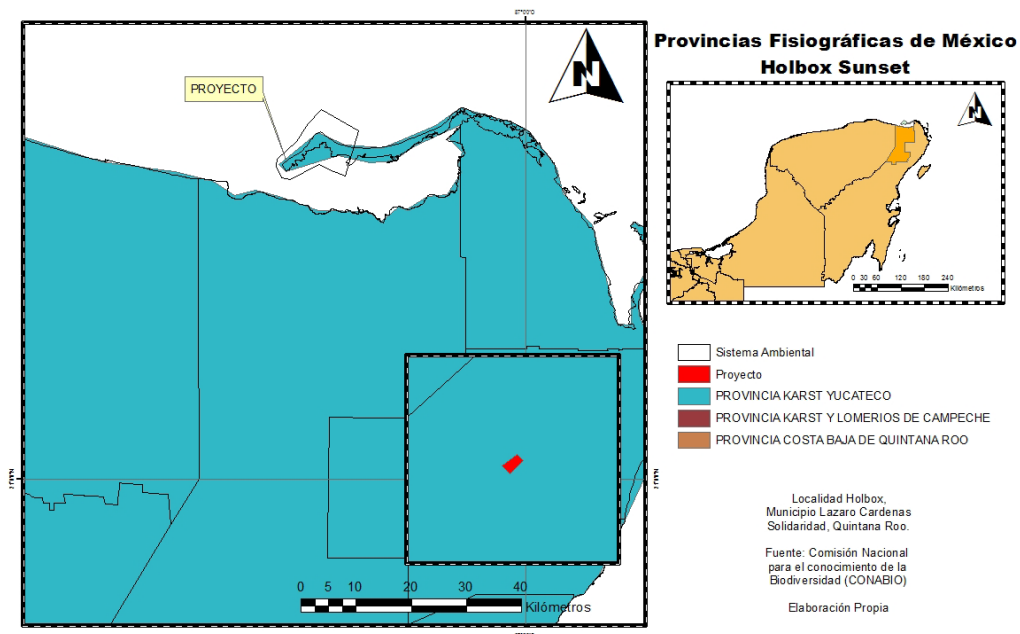 Provincias Fisiográficas de México
Holbox Sunset
PROYECTO
N
0 5 10 20 30 40
Kilómetros
N
0 30 60 120 180 240
Kilómetros
Sistema Ambiental
Proyecto
PROVINCIA KARST YUCATECO
PROVINCIA KARST Y LOMERIOS DE CAMPECHE
PROVINCIA COSTA BAJA DE QUINTANA ROO
Localidad Holbox,
Municipio Lazaro Cardenas
Solidaridad, Quintana Roo.
Fuente: Comisión Nacional
para el conocimiento de la
Biodiversidad (CONABIO)
Elaboración Propia